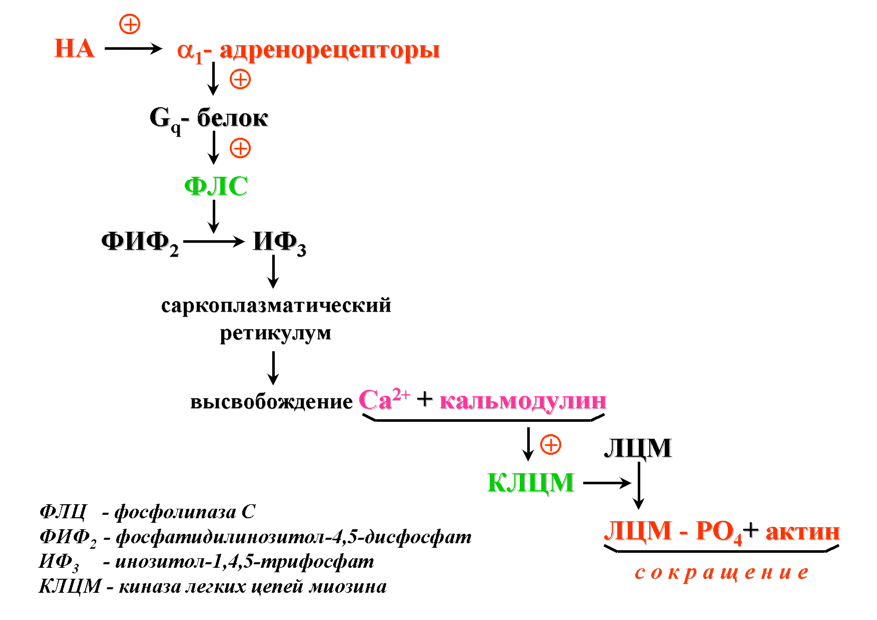 НА α₁- адренорецепторы
Gq- белок
ФЛС
ФИФ₂ ИФ₃
саркоплазматический
ретикулум
высвобождение Ca²⁺ + кальмодулин
ЛЦМ
КЛЦМ
ЛЦМ - PO₄+ актин
сокращение
ФЛЦ - фосфолипаза С
ФИФ₂ - фосфатидилинозитол-4,5-дисфосфат
ИФ₃ - инозитол-1,4,5-трифосфат
КЛЦМ - киназа легких цепей миозина